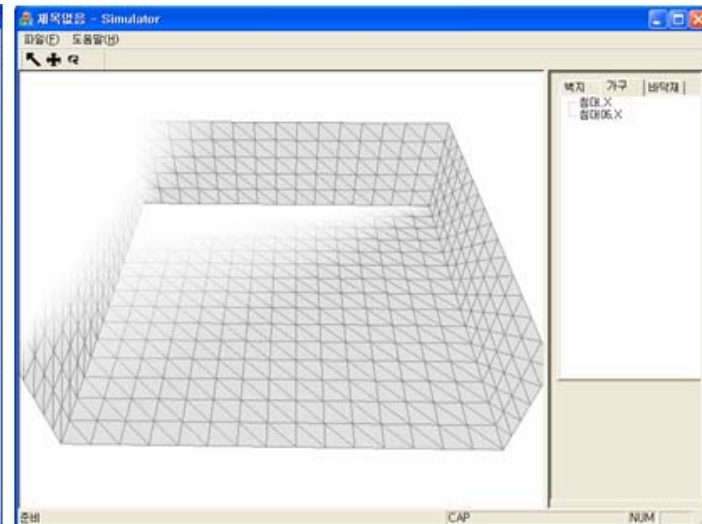 제목없음 - Simulator
파일(F) 도움말(H)
벽지 가구 바닥재
침대.X
침대06.X
준비 CAP NUM